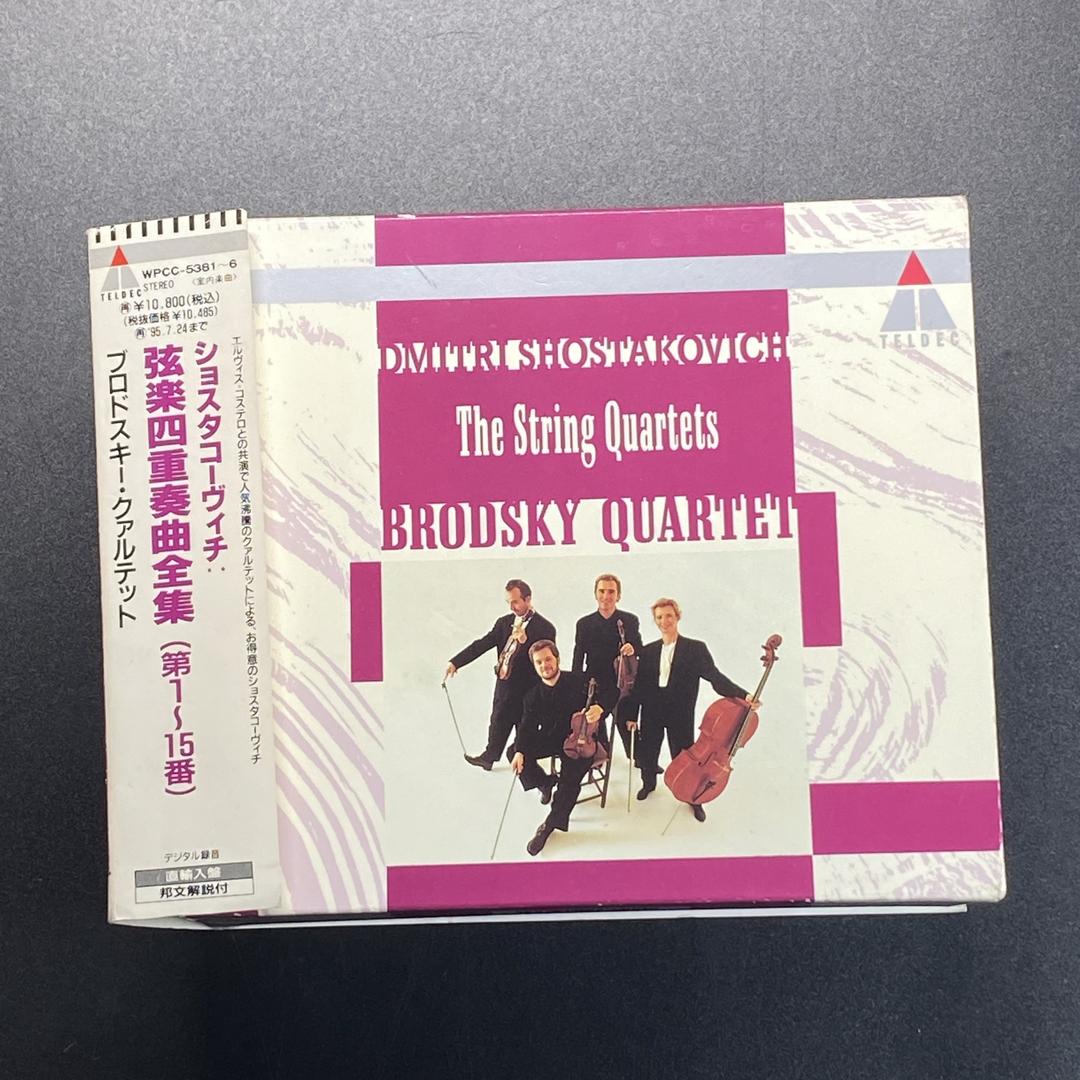 WPCC-5381~6
STEREO 〈室内楽曲〉
TELDEC
再¥10,800(税込)
(税抜価格¥10,485)
再'95.7.24まで
エルヴィス・コステロとの共演で人気沸騰のクァルテットによる、お得意のショスタコーヴィチ
ショスタコーヴィチ:
弦楽四重奏曲全集(第1〜15番)
ブロドスキー・クァルテット
デジタル録音
直輸入盤
邦文解説付
TELDEC
DMITRI SHOSTAKOVICH
The String Quartets
BRODSKY QUARTET